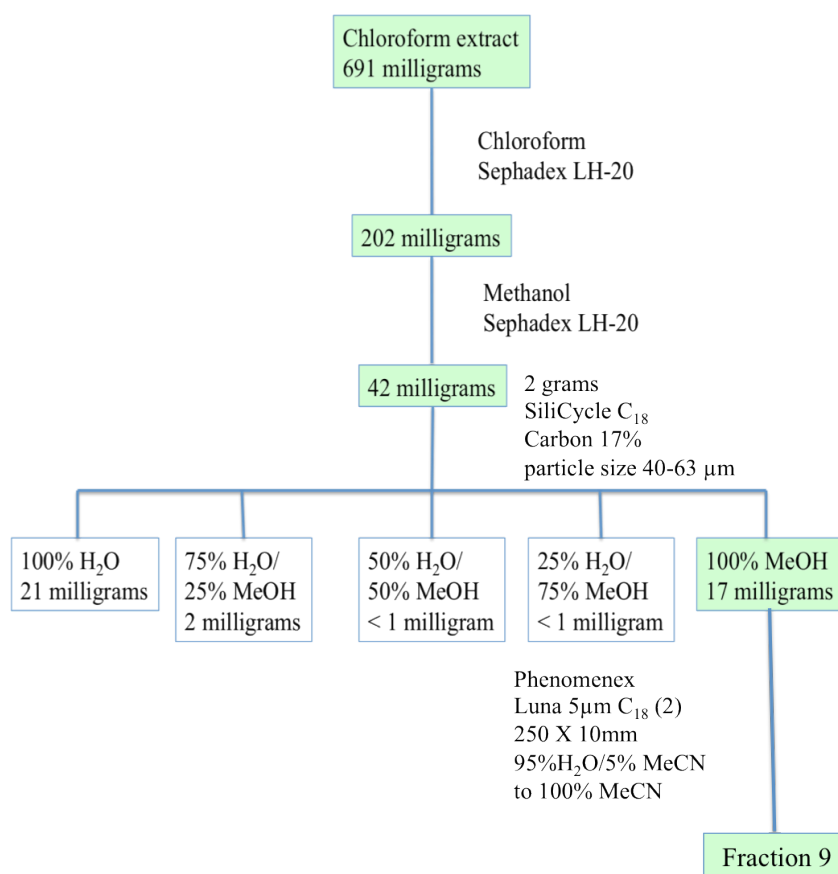 Chloroform extract
691 milligrams
Chloroform
Sephadex LH-20
202 milligrams
Methanol
Sephadex LH-20
42 milligrams
2 grams
SiliCycle C₁₈
Carbon 17%
particle size 40-63 µm
100% H₂O
21 milligrams
75% H₂O/
25% MeOH
2 milligrams
50% H₂O/
50% MeOH
< 1 milligram
25% H₂O/
75% MeOH
< 1 milligram
100% MeOH
17 milligrams
Phenomenex
Luna 5µm C₁₈ (2)
250 X 10mm
95%H₂O/5% MeCN
to 100% MeCN
Fraction 9